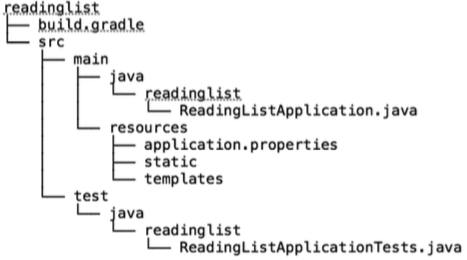 readinglist
build.gradle
src
main
java
readinglist
ReadingListApplication.java
resources
application.properties
static
templates
test
java
readinglist
ReadingListApplicationTests.java